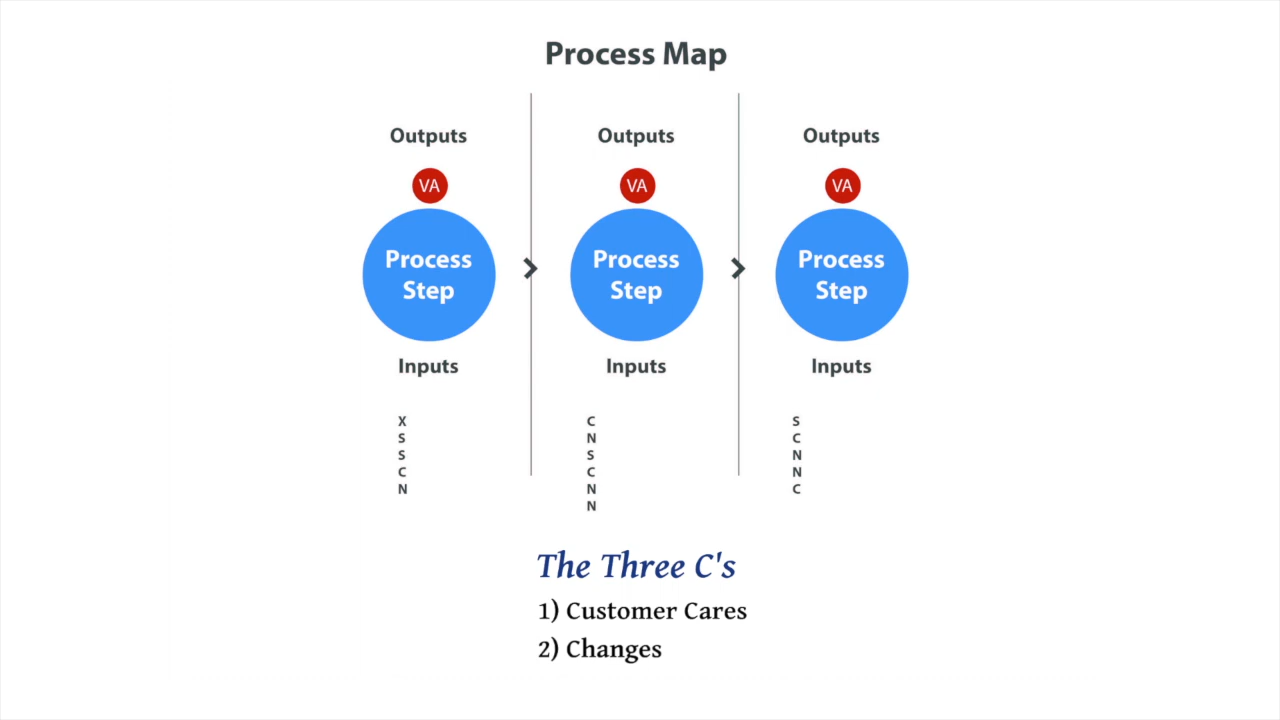 Process Map
Outputs
VA
Process
Step
Inputs
X
S
S
C
N
Outputs
VA
Process
Step
Inputs
C
N
S
C
N
N
Outputs
VA
Process
Step
Inputs
S
C
N
N
C
The Three C's
1) Customer Cares
2) Changes